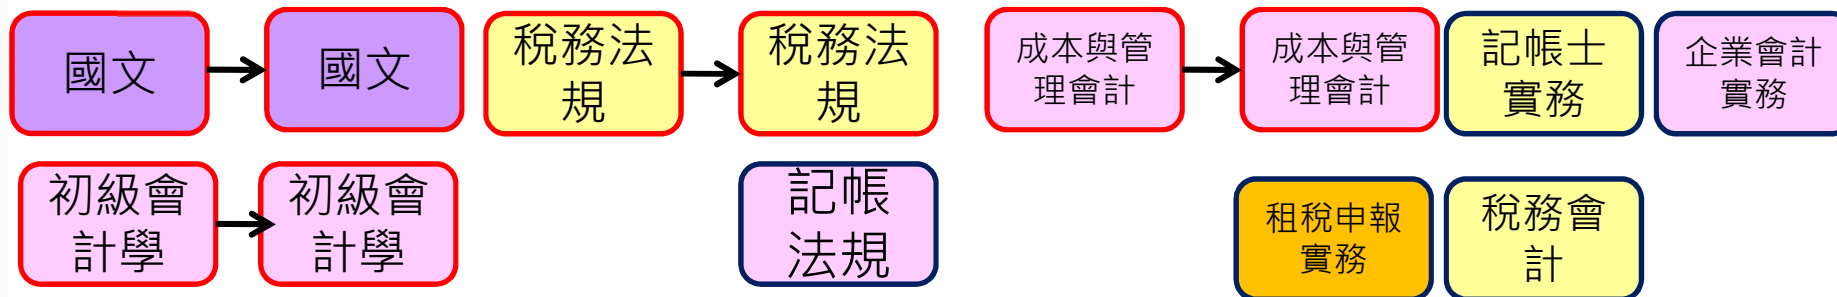 國文
國文
稅務法
規
稅務法
規
成本與管
理會計
成本與管
理會計
記帳士
實務
企業會計
實務
初級會
計學
初級會
計學
記帳
法規
租稅申報
實務
稅務會
計